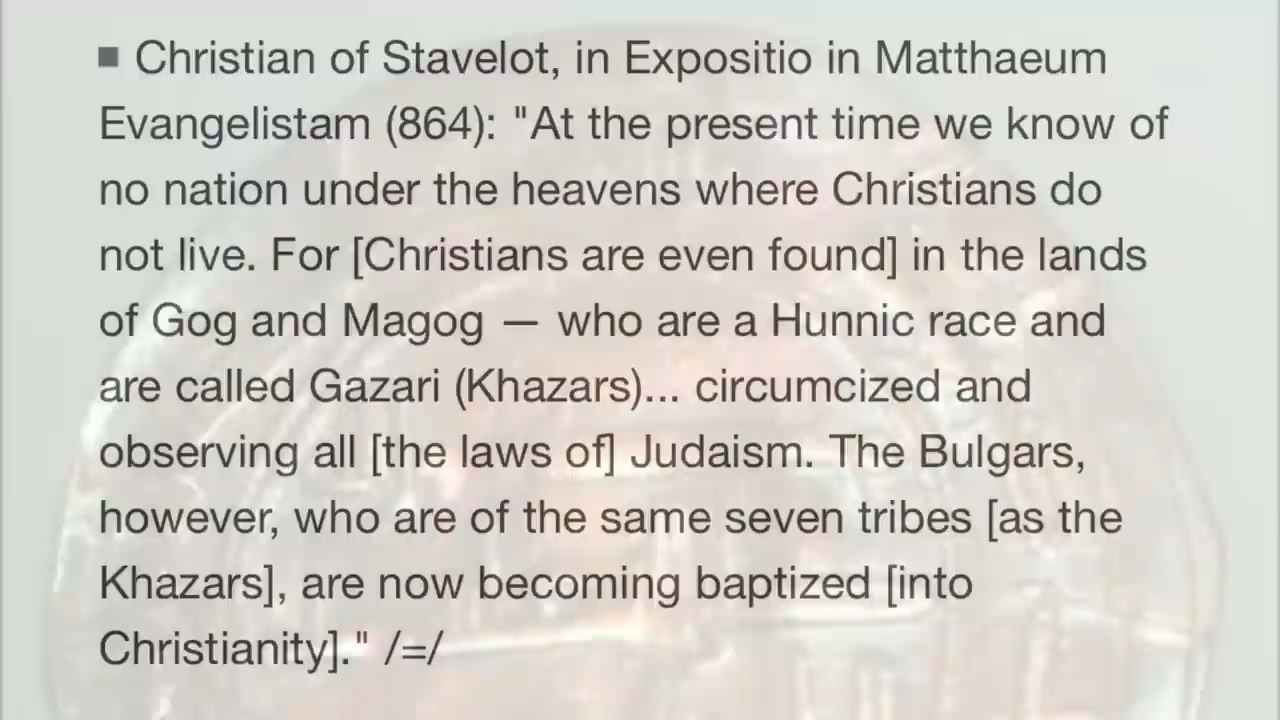 ■ Christian of Stavelot, in Expositio in Matthaeum
Evangelistam (864): "At the present time we know of
no nation under the heavens where Christians do
not live. For [Christians are even found] in the lands
of Gog and Magog — who are a Hunnic race and
are called Gazari (Khazars)... circumcized and
observing all [the laws of] Judaism. The Bulgars,
however, who are of the same seven tribes [as the
Khazars], are now becoming baptized [into
Christianity]." /=/